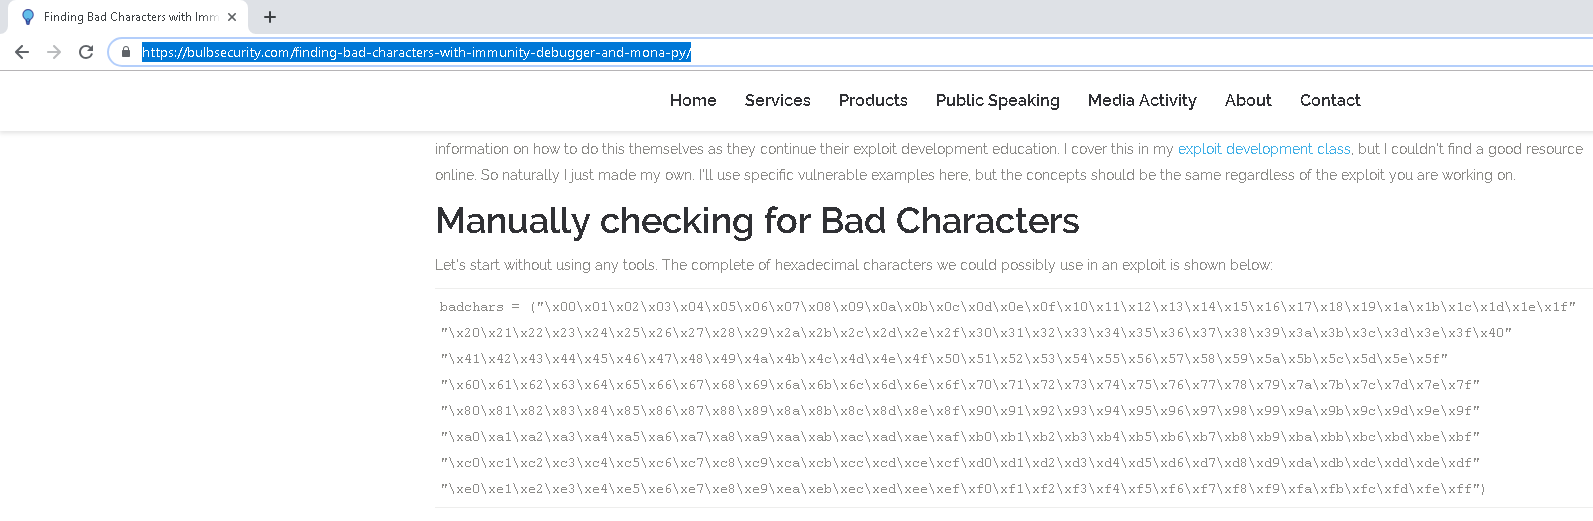 Finding Bad Characters with Imm
https://bulbsecurity.com/finding-bad-characters-with-immunity-debugger-and-mona-py/
Home Services Products Public Speaking Media Activity About Contact
information on how to do this themselves as they continue their exploit development education. I cover this in my exploit development class, but I couldn't find a good resource
online. So naturally I just made my own. I'll use specific vulnerable examples here, but the concepts should be the same regardless of the exploit you are working on.
Manually checking for Bad Characters
Let's start without using any tools. The complete of hexadecimal characters we could possibly use in an exploit is shown below:
badchars = ("\x00\x01\x02\x03\x04\x05\x06\x07\x08\x09\x0a\x0b\x0c\x0d\x0e\x0f\x10\x11\x12\x13\x14\x15\x16\x17\x18\x19\x1a\x1b\x1c\x1d\x1e\x1f"
"\x20\x21\x22\x23\x24\x25\x26\x27\x28\x29\x2a\x2b\x2c\x2d\x2e\x2f\x30\x31\x32\x33\x34\x35\x36\x37\x38\x39\x3a\x3b\x3c\x3d\x3e\x3f\x40"
"\x41\x42\x43\x44\x45\x46\x47\x48\x49\x4a\x4b\x4c\x4d\x4e\x4f\x50\x51\x52\x53\x54\x55\x56\x57\x58\x59\x5a\x5b\x5c\x5d\x5e\x5f"
"\x60\x61\x62\x63\x64\x65\x66\x67\x68\x69\x6a\x6b\x6c\x6d\x6e\x6f\x70\x71\x72\x73\x74\x75\x76\x77\x78\x79\x7a\x7b\x7c\x7d\x7e\x7f"
"\x80\x81\x82\x83\x84\x85\x86\x87\x88\x89\x8a\x8b\x8c\x8d\x8e\x8f\x90\x91\x92\x93\x94\x95\x96\x97\x98\x99\x9a\x9b\x9c\x9d\x9e\x9f"
"\xa0\xa1\xa2\xa3\xa4\xa5\xa6\xa7\xa8\xa9\xaa\xab\xac\xad\xae\xaf\xb0\xb1\xb2\xb3\xb4\xb5\xb6\xb7\xb8\xb9\xba\xbb\xbc\xbd\xbe\xbf"
"\xc0\xc1\xc2\xc3\xc4\xc5\xc6\xc7\xc8\xc9\xca\xcb\xcc\xcd\xce\xcf\xd0\xd1\xd2\xd3\xd4\xd5\xd6\xd7\xd8\xd9\xda\xdb\xdc\xdd\xde\xdf"
"\xe0\xe1\xe2\xe3\xe4\xe5\xe6\xe7\xe8\xe9\xea\xeb\xec\xed\xee\xef\xf0\xf1\xf2\xf3\xf4\xf5\xf6\xf7\xf8\xf9\xfa\xfb\xfc\xfd\xfe\xff")